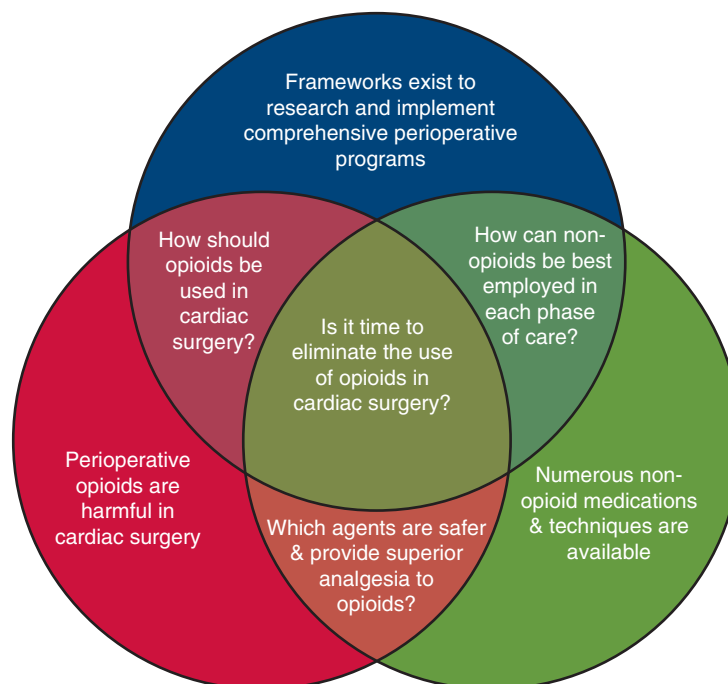 Frameworks exist to
research and implement
comprehensive perioperative
programs
How should
opioids be
used in
cardiac
surgery?
How can non-
opioids be best
employed in
each phase
of care?
Is it time to
eliminate the use
of opioids in
cardiac surgery?
Perioperative
opioids are
harmful in
cardiac surgery
Which agents are safer
& provide superior
analgesia to
opioids?
Numerous non-
opioid medications
& techniques are
available